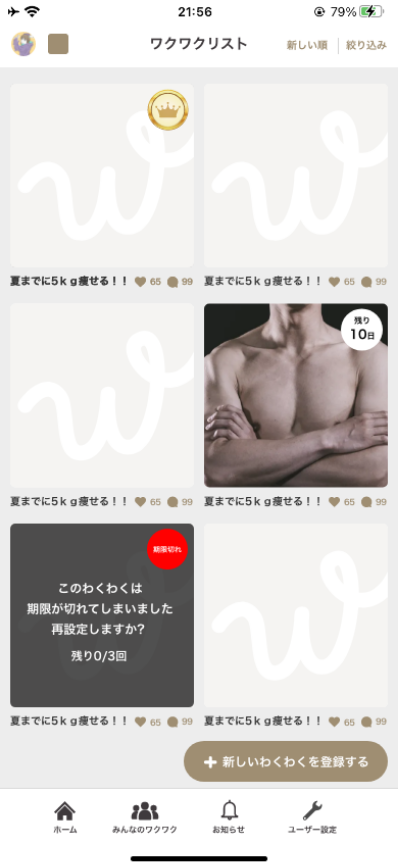 21:56
79%
ワクワクリスト
新しい順
絞り込み
夏までに5ｋｇ痩せる！！ 65 99
夏までに5ｋｇ痩せる！！ 65 99
残り
10日
夏までに5ｋｇ痩せる！！ 65 99
夏までに5ｋｇ痩せる！！ 65 99
期限切れ
このわくわくは
期限が切れてしまいました
再設定しますか?
残り0/3回
夏までに5ｋｇ痩せる！！ 65 99
夏までに5ｋｇ痩せる！！ 65 99
新しいわくわくを登録する
ホーム
みんなのワクワク
お知らせ
ユーザー設定